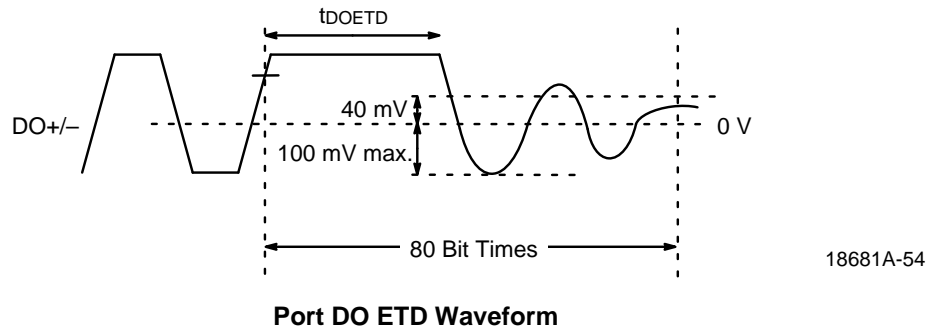 tDOETD
40 mV
DO+/–
0 V
100 mV max.
80 Bit Times
18681A-54
Port DO ETD Waveform